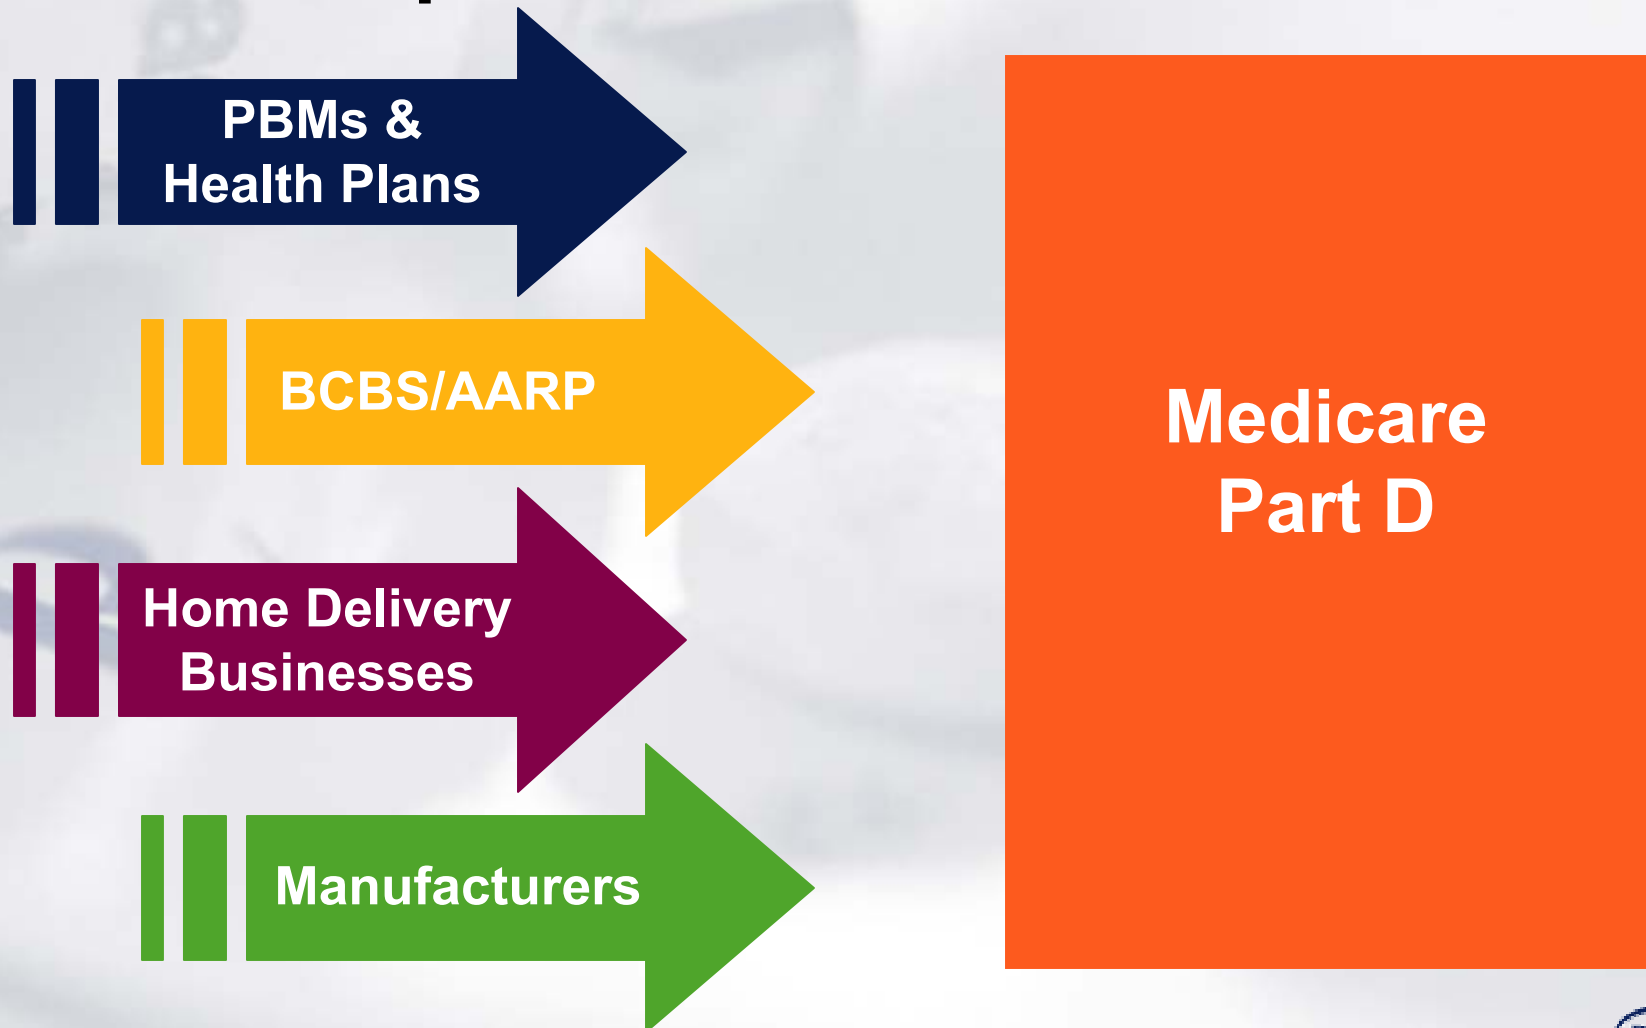 PBMs &
Health Plans
BCBS/AARP
Home Delivery
Businesses
Manufacturers
Medicare
Part D